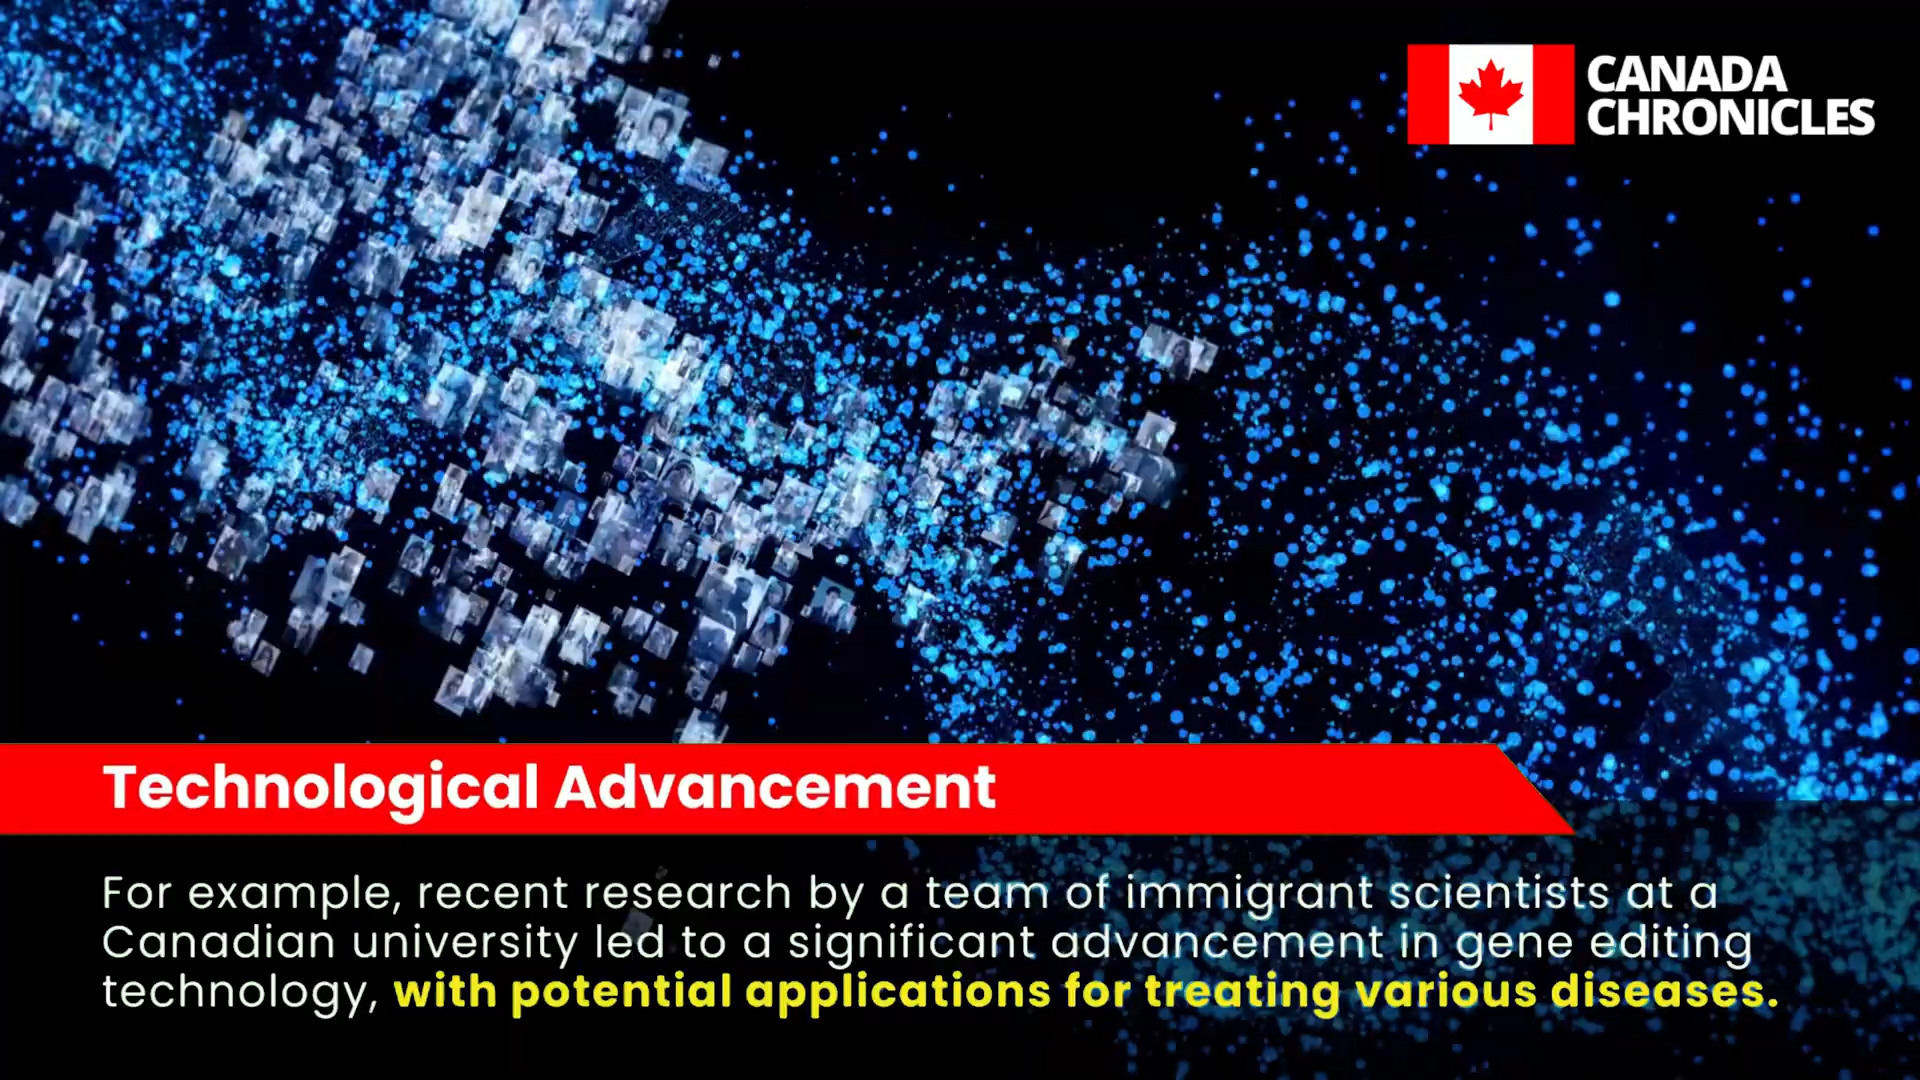 CANADA
CHRONICLES
Technological Advancement
For example, recent research by a team of immigrant scientists at a
Canadian university led to a significant advancement in gene editing
technology, with potential applications for treating various diseases.